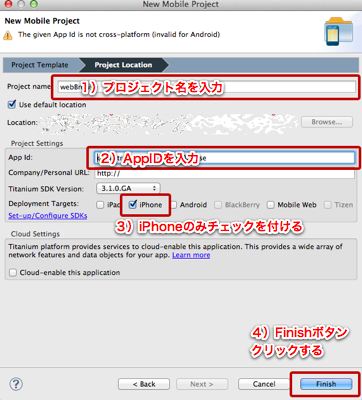 New Mobile Project
Project Location
The given App Id is not cross-platform (invalid for Android)
Project Template
Project Location
Project name:
1）プロジェクト名を入力
Use default location
Location:
Browse...
Project Settings
App Id:
2）AppIDを入力
Company/Personal URL: http://
Titanium SDK Version: 3.1.0.GA
Deployment Targets: iPad iPhone Android BlackBerry Mobile Web Tizen
Set-up/Configure SDKs
3）iPhoneのみチェックを付ける
Cloud Settings
Titanium platform provides services to cloud-enable this application. This provides a wide array of
network features and data objects for your app. Learn more
Cloud-enable this application
4）Finishボタン
クリックする
?
< Back Next > Cancel Finish